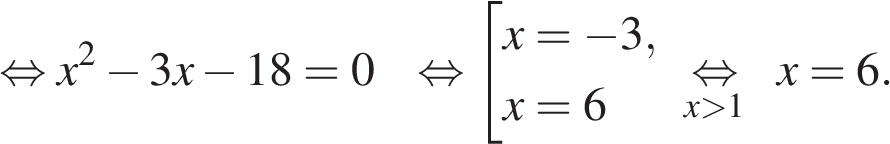 ⇔ x² − 3x − 18 = 0 ⇔ [ x = −3, x = 6 ⇔ x>1 x = 6.